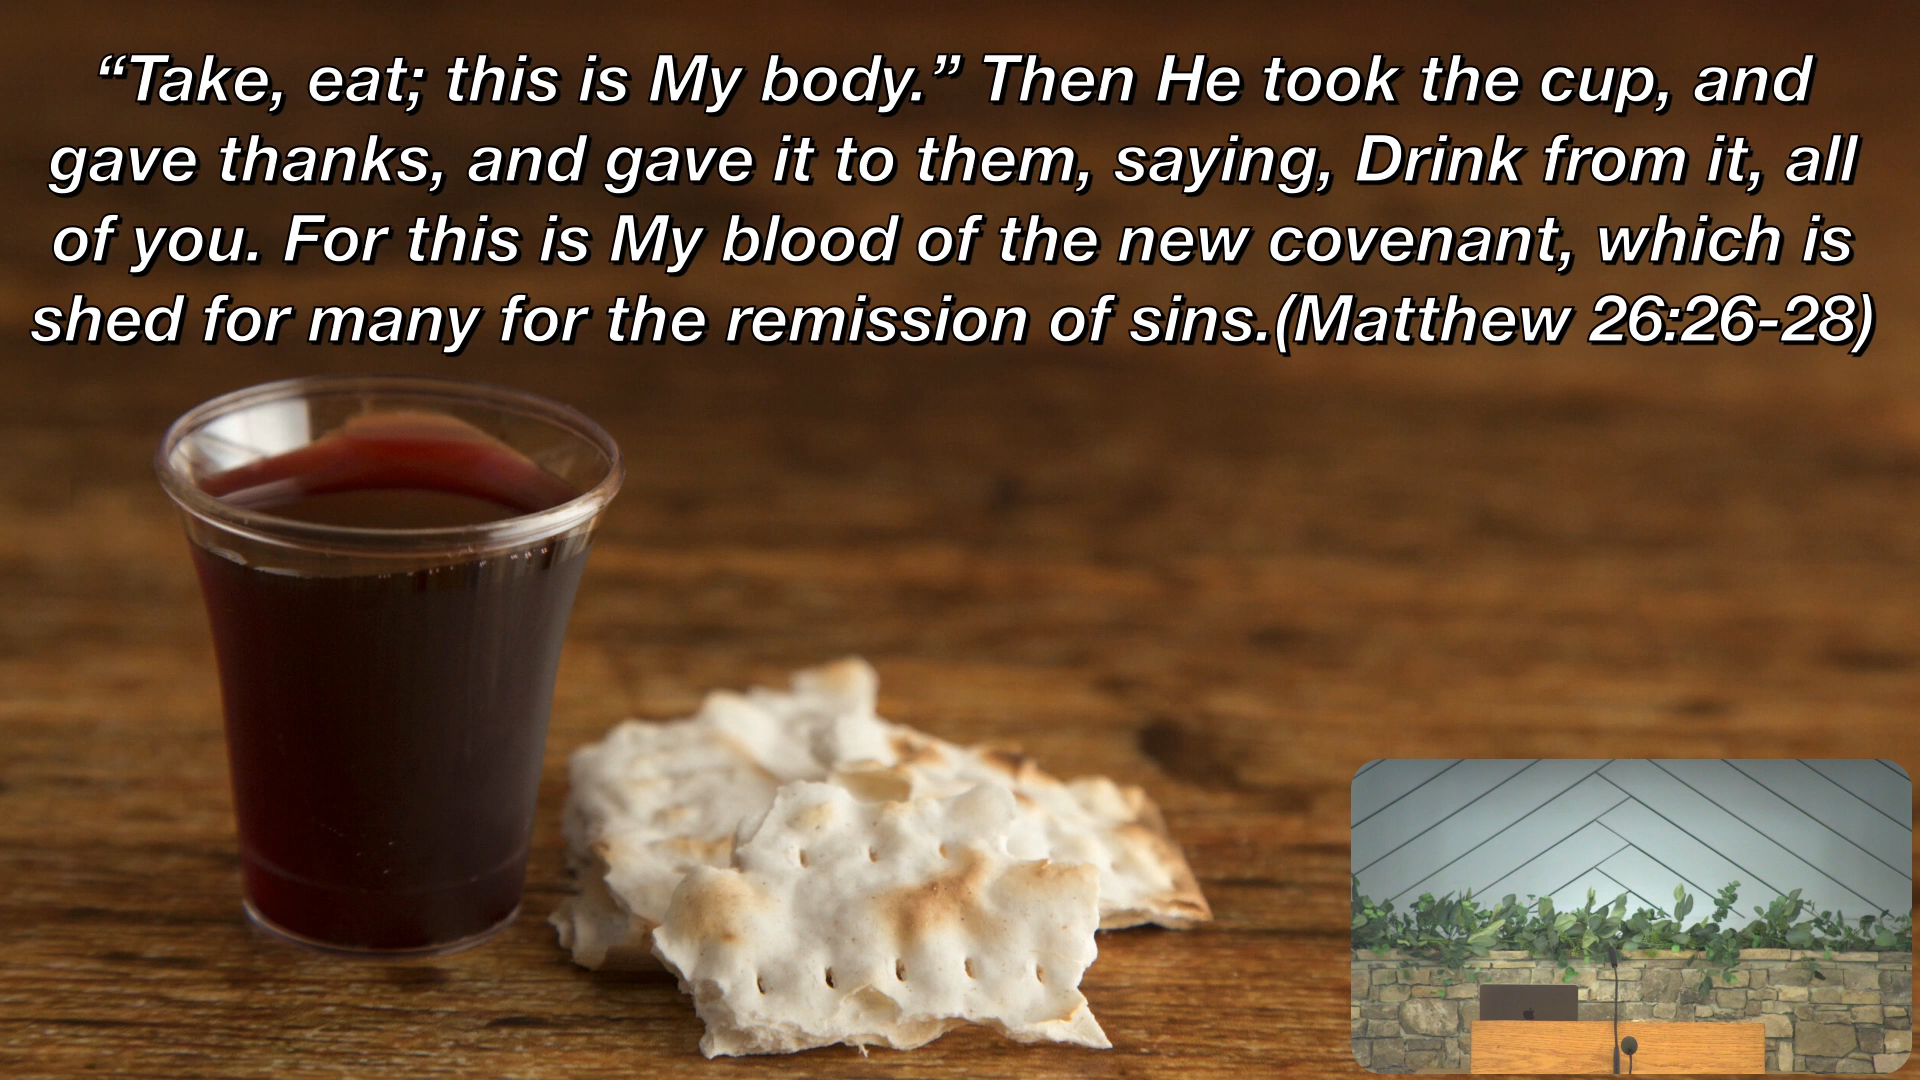 “Take, eat; this is My body.” Then He took the cup, and
gave thanks, and gave it to them, saying, Drink from it, all
of you. For this is My blood of the new covenant, which is
shed for many for the remission of sins.(Matthew 26:26-28)